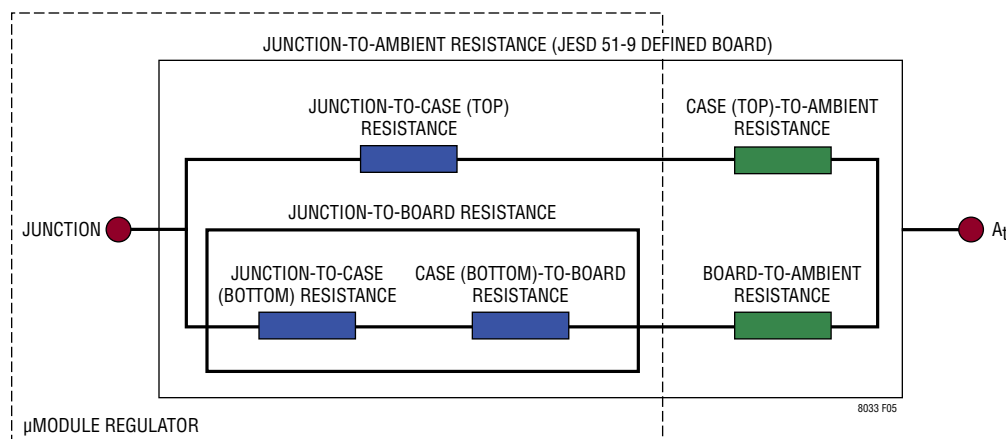 JUNCTION-TO-AMBIENT RESISTANCE (JESD 51-9 DEFINED BOARD)
JUNCTION-TO-CASE (TOP)
RESISTANCE
CASE (TOP)-TO-AMBIENT
RESISTANCE
JUNCTION-TO-BOARD RESISTANCE
JUNCTION
At
JUNCTION-TO-CASE
(BOTTOM) RESISTANCE
CASE (BOTTOM)-TO-BOARD
RESISTANCE
BOARD-TO-AMBIENT
RESISTANCE
8033 F05
µMODULE REGULATOR